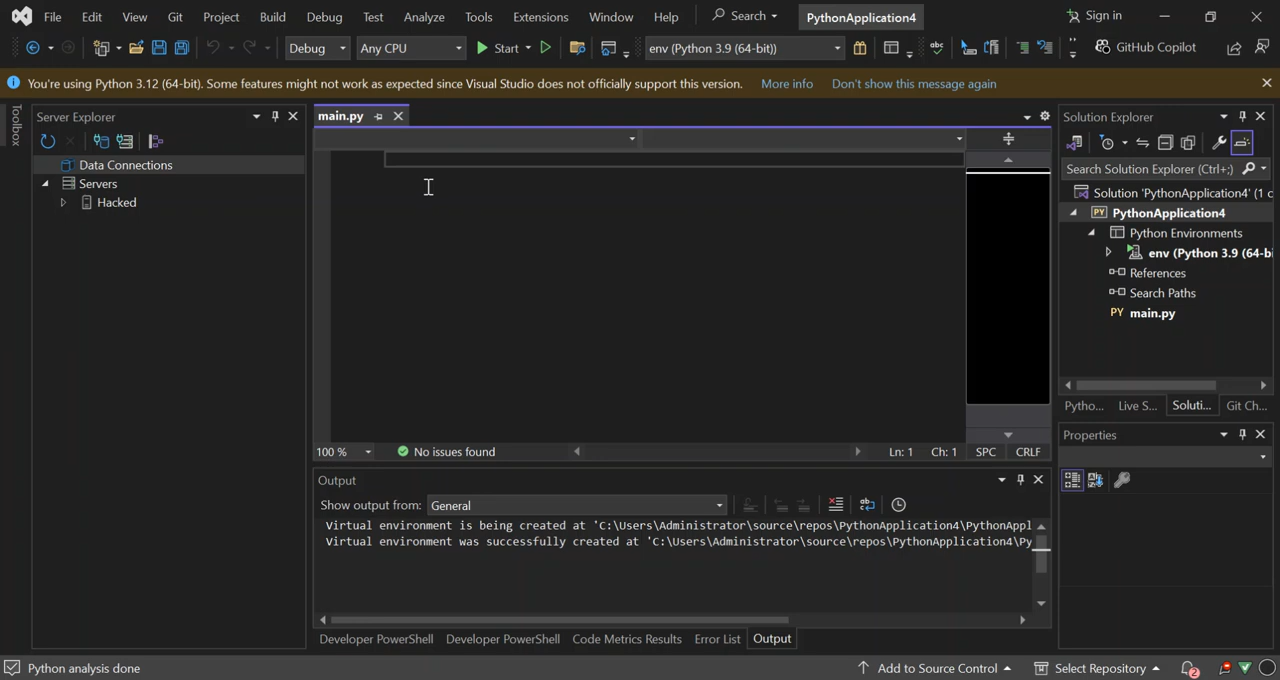 File Edit View Git Project Build Debug Test Analyze Tools Extensions Window Help Search PythonApplication4 Sign in
Debug Any CPU Start env (Python 3.9 (64-bit)) GitHub Copilot
You're using Python 3.12 (64-bit). Some features might not work as expected since Visual Studio does not officially support this version. More info Don't show this message again
Toolbox
Server Explorer
Data Connections
Servers
Hacked
main.py
100 % No issues found Ln: 1 Ch: 1 SPC CRLF
Output
Show output from: General
Virtual environment is being created at 'C:\Users\Administrator\source\repos\PythonApplication4\PythonAppl
Virtual environment was successfully created at 'C:\Users\Administrator\source\repos\PythonApplication4\Py
Developer PowerShell Developer PowerShell Code Metrics Results Error List Output
Solution Explorer
Search Solution Explorer (Ctrl+;)
Solution 'PythonApplication4' (1 c
PY PythonApplication4
Python Environments
env (Python 3.9 (64-bi
References
Search Paths
PY main.py
Pytho... Live S... Soluti... Git Ch...
Properties
Python analysis done Add to Source Control Select Repository 2